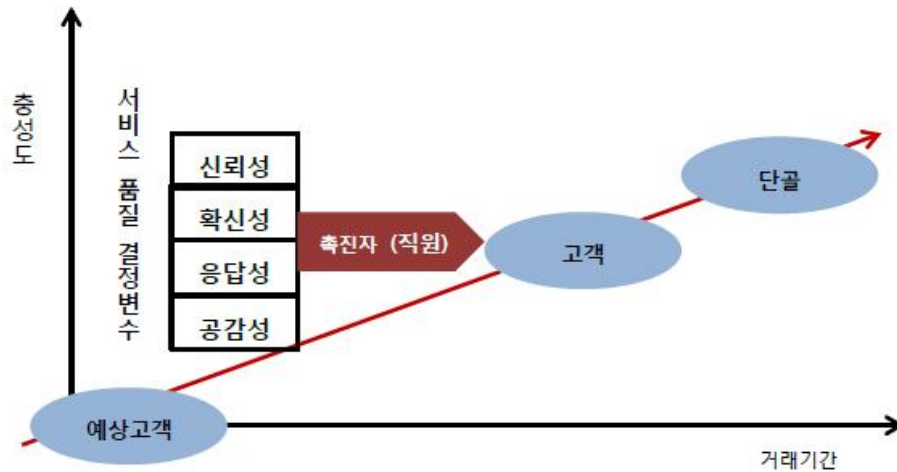 충성도
서비스 품질 결정변수
신뢰성
확신성
응답성
공감성
촉진자 (직원)
고객
단골
예상고객
거래기간